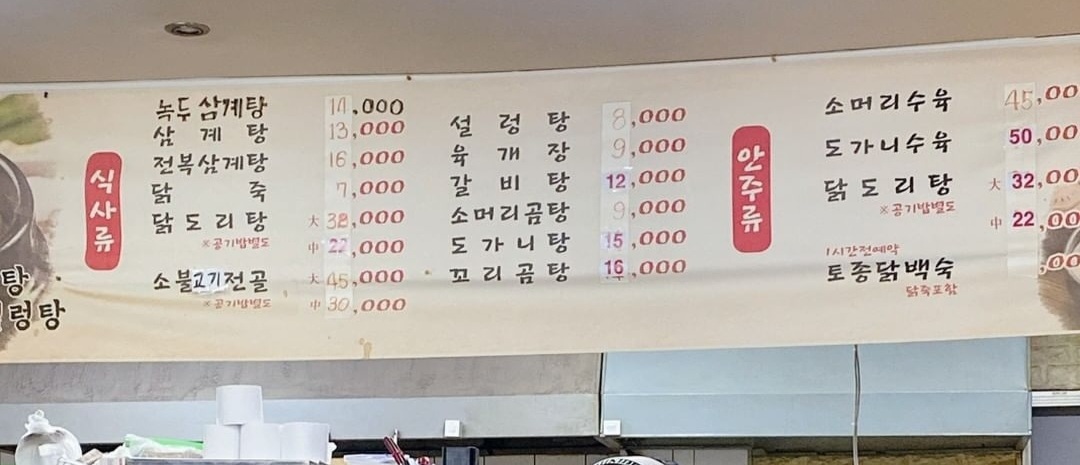 식사류
녹두삼계탕 14,000
삼계탕 13,000
전복삼계탕 16,000
닭죽 7,000
닭도리탕 大 38,000
※공기밥별도 中 22,000
소불고기전골 大 45,000
※공기밥별도 中 30,000
설렁탕 8,000
육개장 9,000
갈비탕 12,000
소머리곰탕 9,000
도가니탕 15,000
꼬리곰탕 16,000
안주류
소머리수육 45,00
도가니수육 50,00
닭도리탕 大 32,00
※공기밥별도 中 22,00
1시간전예약
토종닭백숙 ,00
닭죽포함
탕
렁탕